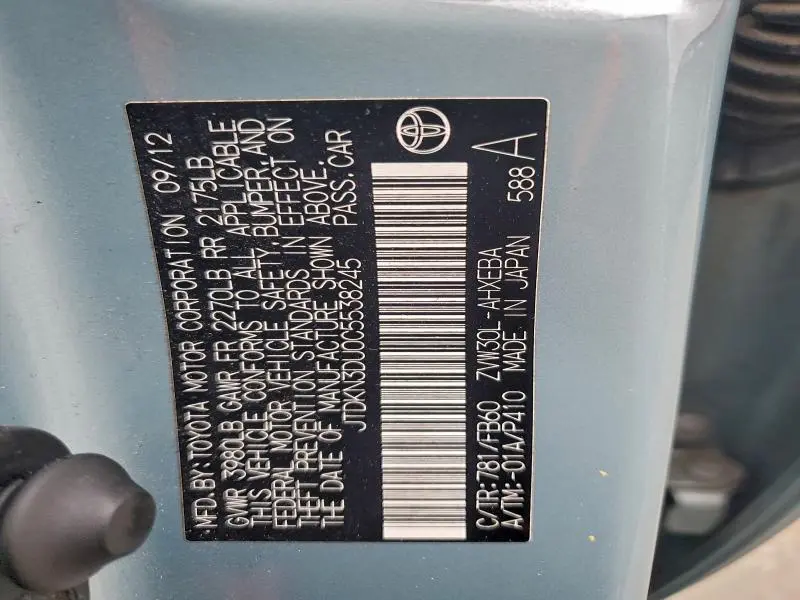 MFD.BY:TOYOTA MOTOR CORPORATION 09/12
GVWR 3980LB GAWR FR 2270LB RR 2175LB
THIS VEHICLE CONFORMS TO ALL APPLICABLE
FEDERAL MOTOR VEHICLE SAFETY,BUMPER,AND
THEFT PREVENTION STANDARDS IN EFFECT ON
THE DATE OF MANUFACTURE SHOWN ABOVE.
JTDKN3DU0C5538245 PASS.CAR
C/TR:781/FB60 ZVW30L-AHXEBA
A/TM:-01A/P410 MADE IN JAPAN 588 A